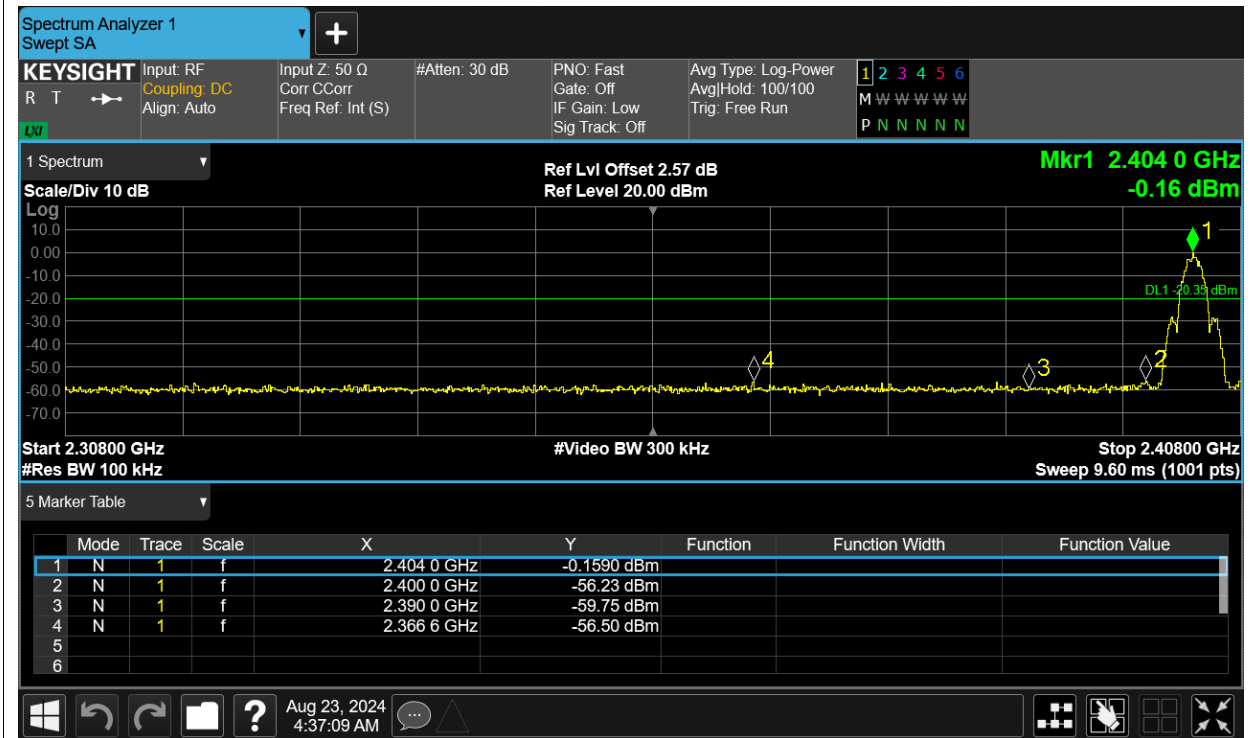 Spectrum Analyzer 1
Swept SA
+
KEYSIGHT
R T
LXI
Input: RF
Coupling: DC
Align: Auto
Input Z: 50 Ω
Corr CCorr
Freq Ref: Int (S)
#Atten: 30 dB
PNO: Fast
Gate: Off
IF Gain: Low
Sig Track: Off
Avg Type: Log-Power
Avg|Hold: 100/100
Trig: Free Run
1 2 3 4 5 6
M W W W W W
P N N N N N
1 Spectrum
Scale/Div 10 dB
Ref Lvl Offset 2.57 dB
Ref Level 20.00 dBm
Mkr1 2.404 0 GHz
-0.16 dBm
Log
10.0
0.00
-10.0
-20.0
-30.0
-40.0
-50.0
-60.0
-70.0
1
DL1 -20.35 dBm
4
3
2
Start 2.30800 GHz
#Res BW 100 kHz
#Video BW 300 kHz
Stop 2.40800 GHz
Sweep 9.60 ms (1001 pts)
5 Marker Table
Mode Trace Scale X Y Function Function Width Function Value
1 N 1 f 2.404 0 GHz -0.1590 dBm
2 N 1 f 2.400 0 GHz -56.23 dBm
3 N 1 f 2.390 0 GHz -59.75 dBm
4 N 1 f 2.366 6 GHz -56.50 dBm
5
6
?
Aug 23, 2024
4:37:09 AM